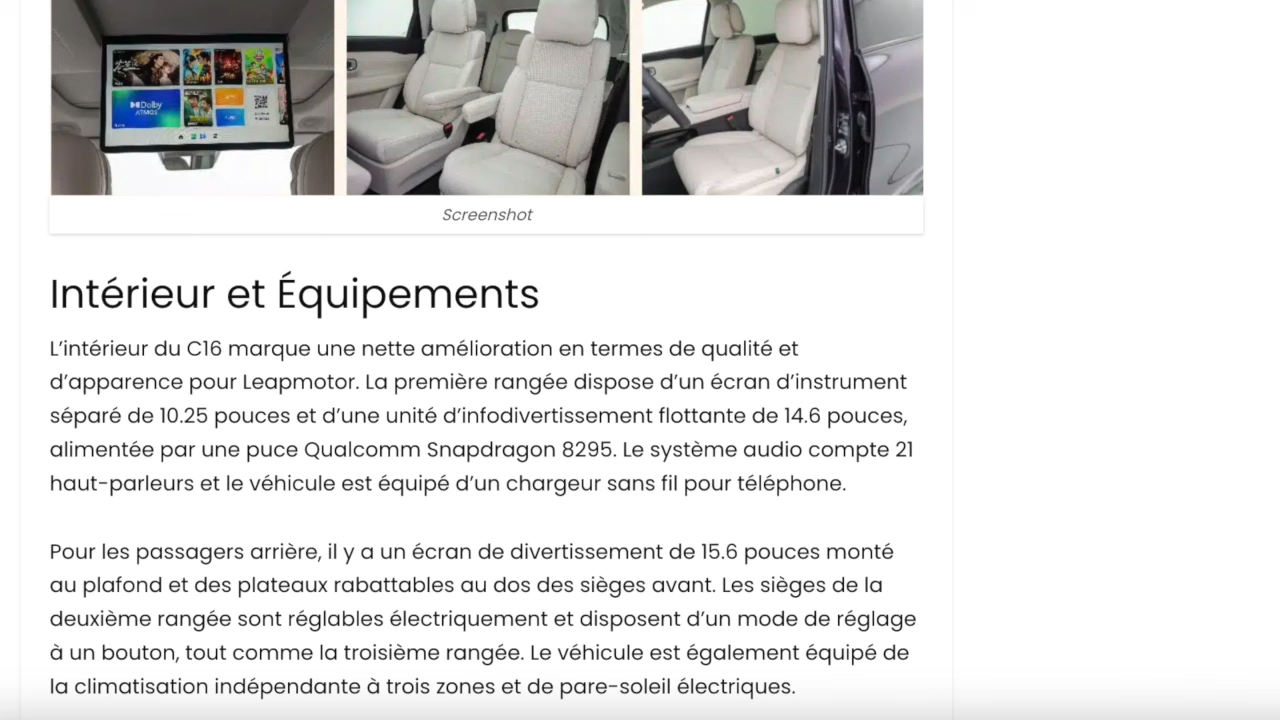 Dolby
ATMOS
Screenshot
Intérieur et Équipements
L’intérieur du C16 marque une nette amélioration en termes de qualité et
d’apparence pour Leapmotor. La première rangée dispose d’un écran d’instrument
séparé de 10.25 pouces et d’une unité d’infodivertissement flottante de 14.6 pouces,
alimentée par une puce Qualcomm Snapdragon 8295. Le système audio compte 21
haut-parleurs et le véhicule est équipé d’un chargeur sans fil pour téléphone.
Pour les passagers arrière, il y a un écran de divertissement de 15.6 pouces monté
au plafond et des plateaux rabattables au dos des sièges avant. Les sièges de la
deuxième rangée sont réglables électriquement et disposent d’un mode de réglage
à un bouton, tout comme la troisième rangée. Le véhicule est également équipé de
la climatisation indépendante à trois zones et de pare-soleil électriques.